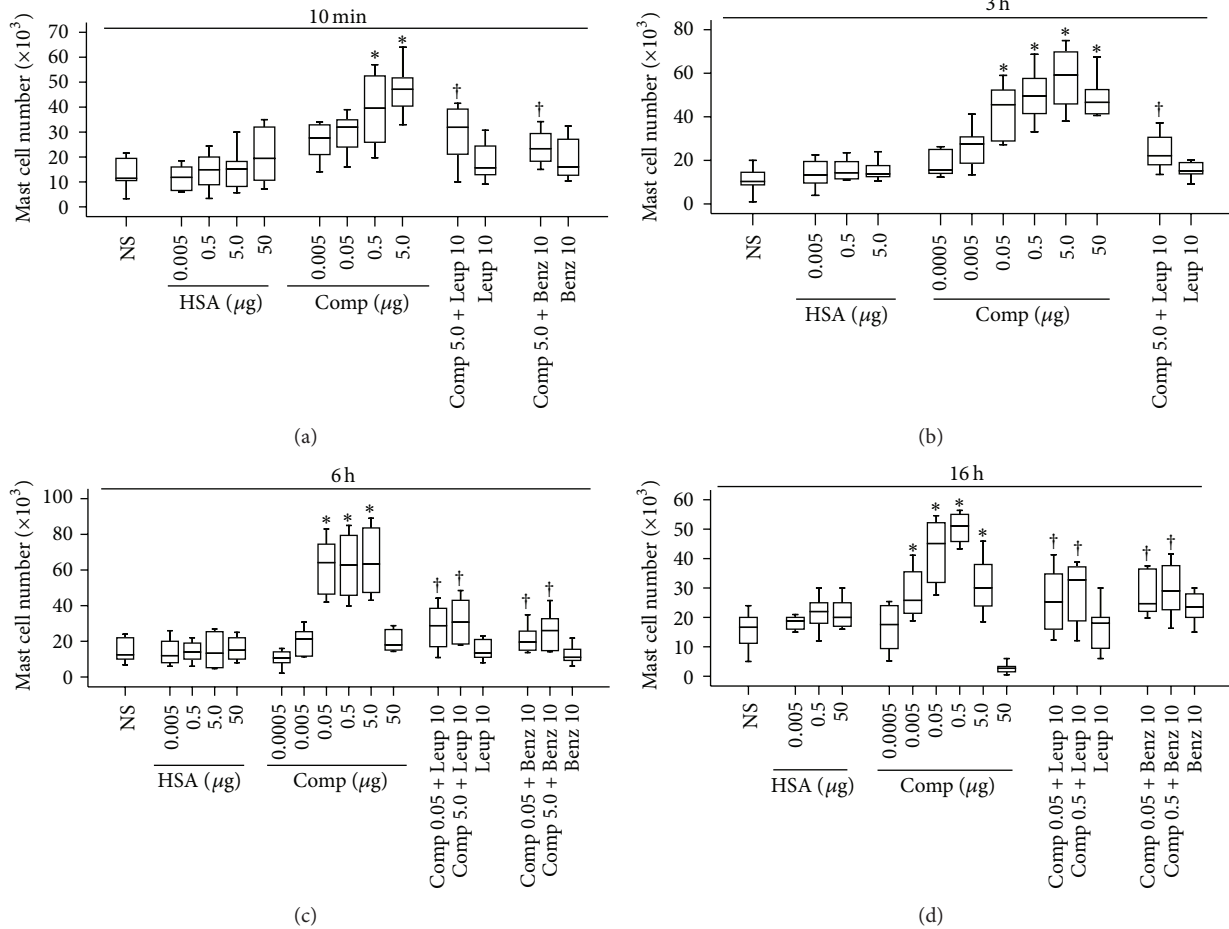 10 min
Mast cell number (×10³)
70
60
50
40
30
20
10
0
*
*
†
†
NS
0.005
0.5
5.0
50
0.005
0.05
0.5
5.0
Comp 5.0 + Leup 10
Leup 10
Comp 5.0 + Benz 10
Benz 10
HSA (μg)
Comp (μg)
(a)
3 h
Mast cell number (×10³)
80
60
40
20
0
*
*
*
*
†
NS
0.005
0.5
5.0
0.0005
0.005
0.05
0.5
5.0
50
Comp 5.0 + Leup 10
Leup 10
HSA (μg)
Comp (μg)
(b)
6 h
Mast cell number (×10³)
100
80
60
40
20
0
*
*
*
†
†
†
†
NS
0.005
0.5
5.0
50
0.0005
0.005
0.05
0.5
5.0
50
Comp 0.05 + Leup 10
Comp 5.0 + Leup 10
Leup 10
Comp 0.05 + Benz 10
Comp 5.0 + Benz 10
Benz 10
HSA (μg)
Comp (μg)
(c)
16 h
Mast cell number (×10³)
60
50
40
30
20
10
0
*
*
*
*
†
†
†
†
NS
0.005
0.5
50
0.0005
0.005
0.05
0.5
5.0
50
Comp 0.05 + Leup 10
Comp 0.5 + Leup 10
Leup 10
Comp 0.05 + Benz 10
Comp 0.5 + Benz 10
Benz 10
HSA (μg)
Comp (μg)
(d)